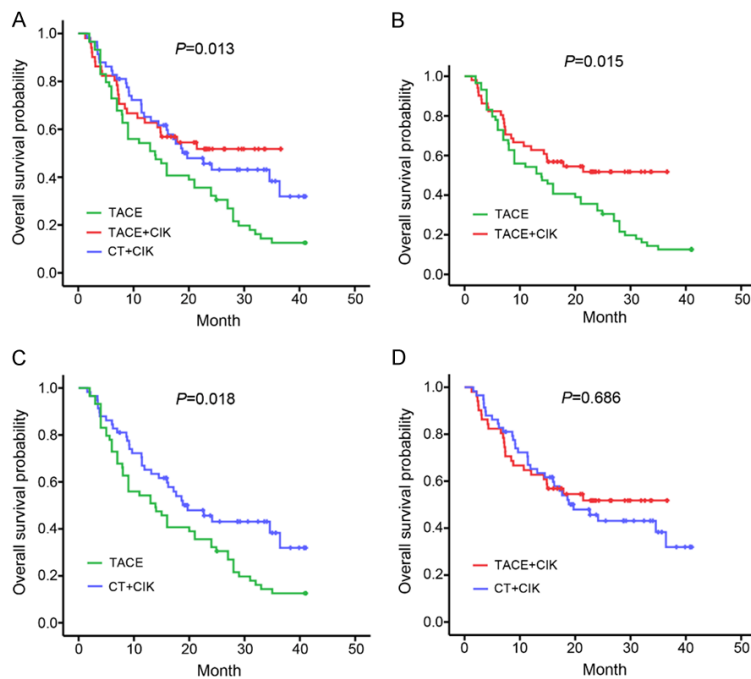 A
P=0.013
Overall survival probability
1.0
0.8
0.6
0.4
0.2
0.0
TACE
TACE+CIK
CT+CIK
0 10 20 30 40 50
Month
B
P=0.015
Overall survival probability
1.0
0.8
0.6
0.4
0.2
0.0
TACE
TACE+CIK
0 10 20 30 40 50
Month
C
P=0.018
Overall survival probability
1.0
0.8
0.6
0.4
0.2
0.0
TACE
CT+CIK
0 10 20 30 40 50
Month
D
P=0.686
Overall survival probability
1.0
0.8
0.6
0.4
0.2
0.0
TACE+CIK
CT+CIK
0 10 20 30 40 50
Month